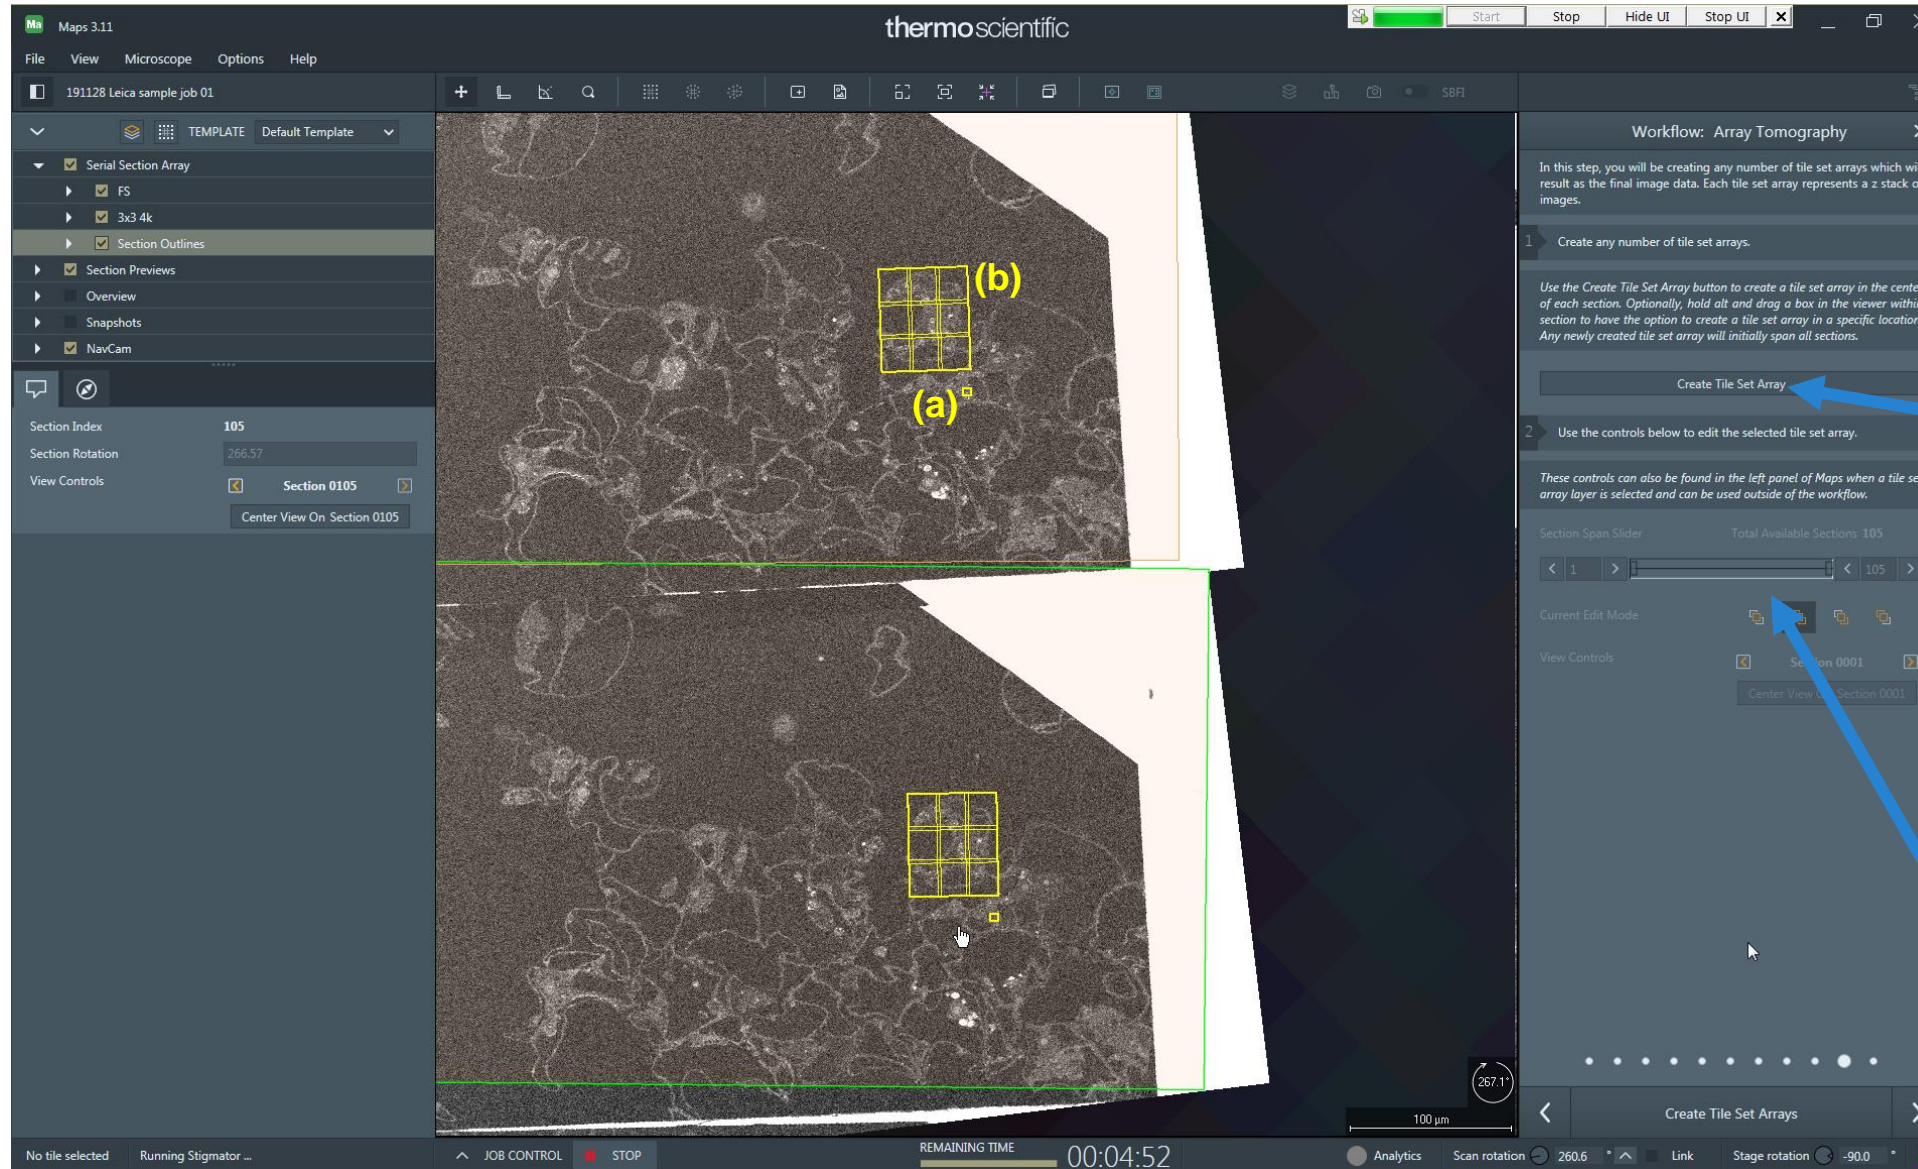 Ma Maps 3.11
thermo scientific
Start Stop Hide UI Stop UI X
File View Microscope Options Help
191128 Leica sample job 01
SBFI
TEMPLATE Default Template
Serial Section Array
FS
3x3 4k
Section Outlines
Section Previews
Overview
Snapshots
NavCam
Section Index 105
Section Rotation 266.57
View Controls Section 0105
Center View On Section 0105
(b)
(a)
267.1°
100 µm
Workflow: Array Tomography
In this step, you will be creating any number of tile set arrays which wi
result as the final image data. Each tile set array represents a z stack o
images.
1 Create any number of tile set arrays.
Use the Create Tile Set Array button to create a tile set array in the cente
of each section. Optionally, hold alt and drag a box in the viewer withi
section to have the option to create a tile set array in a specific location
Any newly created tile set array will initially span all sections.
Create Tile Set Array
2 Use the controls below to edit the selected tile set array.
These controls can also be found in the left panel of Maps when a tile se
array layer is selected and can be used outside of the workflow.
Section Span Slider Total Available Sections 105
< 1 > < 105 >
Current Edit Mode
View Controls Section 0001
Center View On Section 0001
Create Tile Set Arrays
No tile selected Running Stigmator ...
JOB CONTROL STOP
REMAINING TIME 00:04:52
Analytics Scan rotation 260.6 ° Link Stage rotation -90.0 °